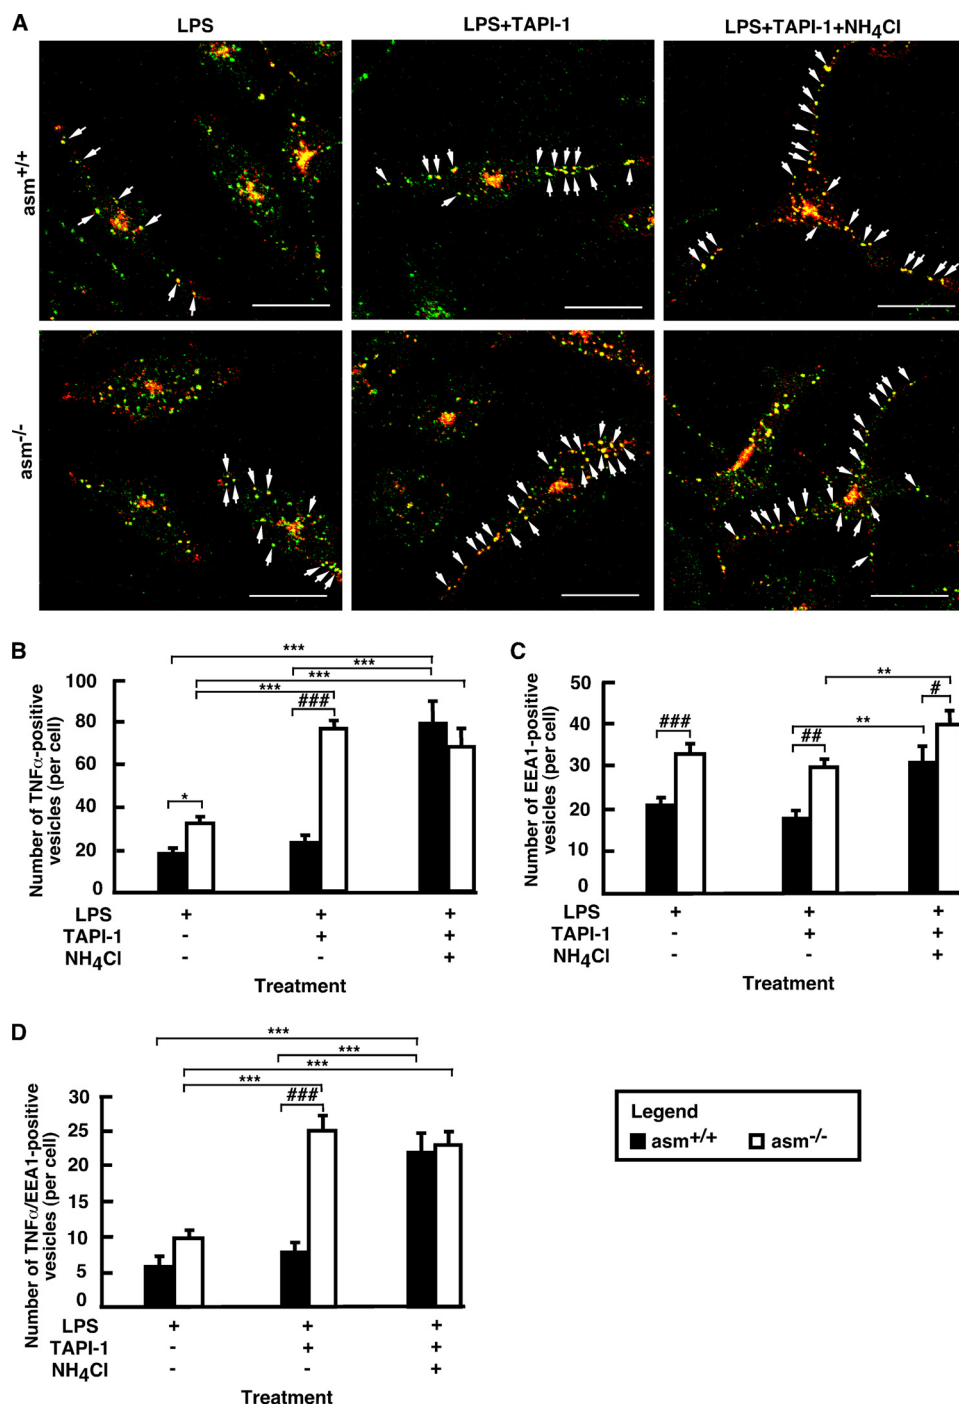 A
LPS
LPS+TAPI-1
LPS+TAPI-1+NH₄Cl
asm+/+
asm-/-
B
***
***
***
***
###
*
100
80
60
40
20
0
Number of TNFα-positive
vesicles (per cell)
LPS + + +
TAPI-1 - + +
NH₄Cl - - +
Treatment
C
**
#
**
###
##
50
40
30
20
10
0
Number of EEA1-positive
vesicles (per cell)
LPS + + +
TAPI-1 - + +
NH₄Cl - - +
Treatment
D
***
***
***
***
###
30
25
20
15
10
5
0
Number of TNFα/EEA1-positive
vesicles (per cell)
LPS + + +
TAPI-1 - + +
NH₄Cl - - +
Treatment
Legend
asm+/+ asm-/-